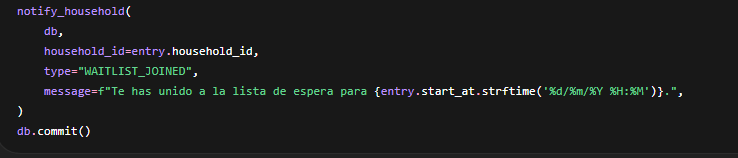 notify_household(
    db,
    household_id=entry.household_id,
    type="WAITLIST_JOINED",
    message=f"Te has unido a la lista de espera para {entry.start_at.strftime('%d/%m/%Y %H:%M')}.",
)
db.commit()